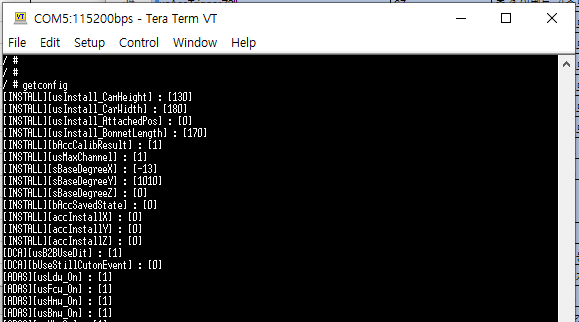 COM5:115200bps - Tera Term VT
File Edit Setup Control Window Help
/ #
/ #
/ # getconfig
[INSTALL][usInstall_CamHeight] : [130]
[INSTALL][usInstall_CarWidth] : [180]
[INSTALL][usInstall_AttachedPos] : [0]
[INSTALL][usInstall_BonnetLength] : [170]
[INSTALL][bAccCalibResult] : [1]
[INSTALL][usMaxChannel] : [1]
[INSTALL][sBaseDegreeX] : [-13]
[INSTALL][sBaseDegreeY] : [1010]
[INSTALL][sBaseDegreeZ] : [0]
[INSTALL][bAccSavedState] : [0]
[INSTALL][accInstallX] : [0]
[INSTALL][accInstallY] : [0]
[INSTALL][accInstallZ] : [0]
[DCA][usB2BUseDit] : [1]
[DCA][bUseStillCutonEvent] : [0]
[ADAS][usLdw_On] : [1]
[ADAS][usFcw_On] : [1]
[ADAS][usHmw_On] : [1]
[ADAS][usBnw_On] : [1]